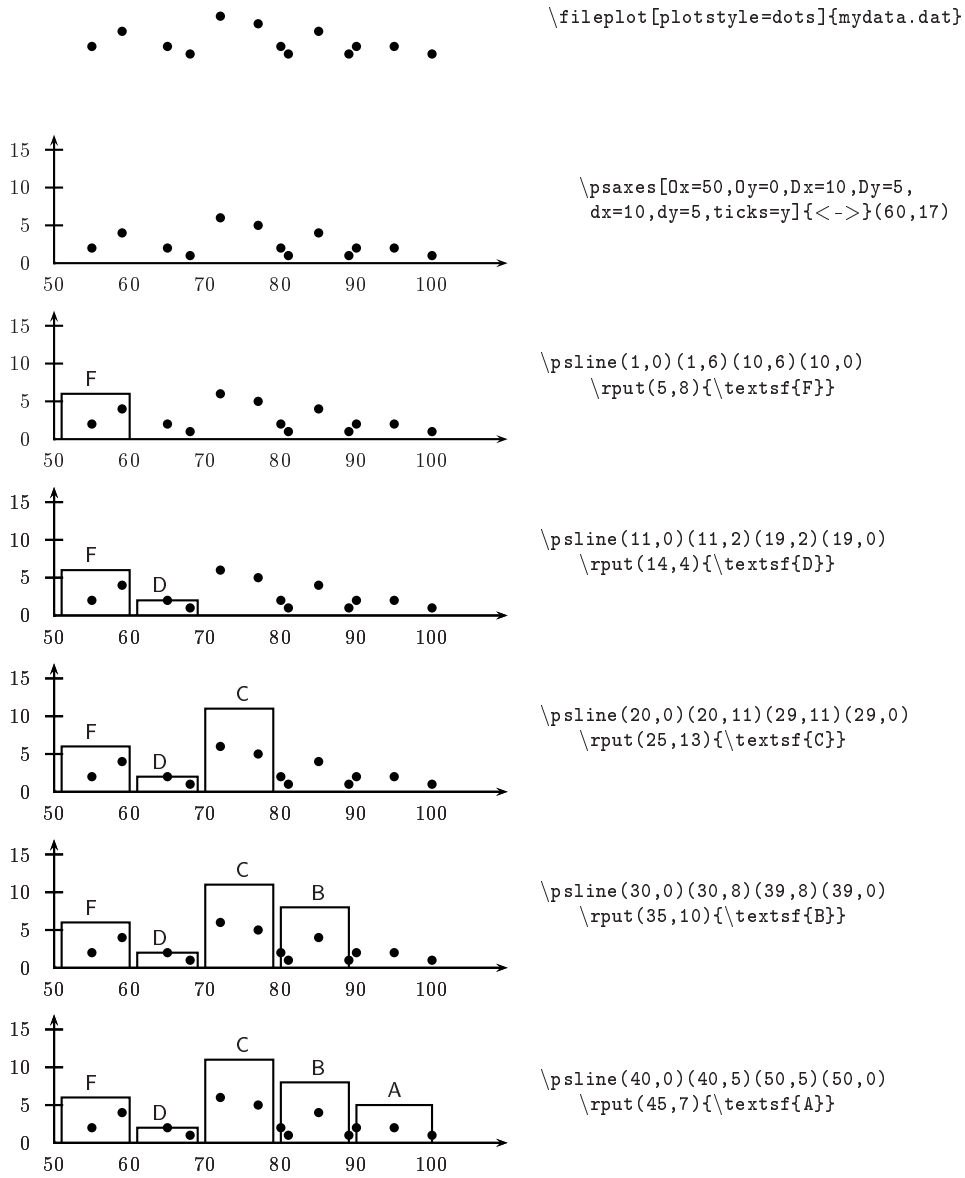 \fileplot[plotstyle=dots]{mydata.dat}
15
10
5
0
50 60 70 80 90 100
\psaxes[Ox=50,Oy=0,Dx=10,Dy=5,
dx=10,dy=5,ticks=y]{<->}(60,17)
15
10
F
5
0
50 60 70 80 90 100
\psline(1,0)(1,6)(10,6)(10,0)
\rput(5,8){\textsf{F}}
15
10
F
5
D
0
50 60 70 80 90 100
\psline(11,0)(11,2)(19,2)(19,0)
\rput(14,4){\textsf{D}}
15
C
10
F
5
D
0
50 60 70 80 90 100
\psline(20,0)(20,11)(29,11)(29,0)
\rput(25,13){\textsf{C}}
15
C
10
B
F
5
D
0
50 60 70 80 90 100
\psline(30,0)(30,8)(39,8)(39,0)
\rput(35,10){\textsf{B}}
15
C
10
B
A
F
5
D
0
50 60 70 80 90 100
\psline(40,0)(40,5)(50,5)(50,0)
\rput(45,7){\textsf{A}}